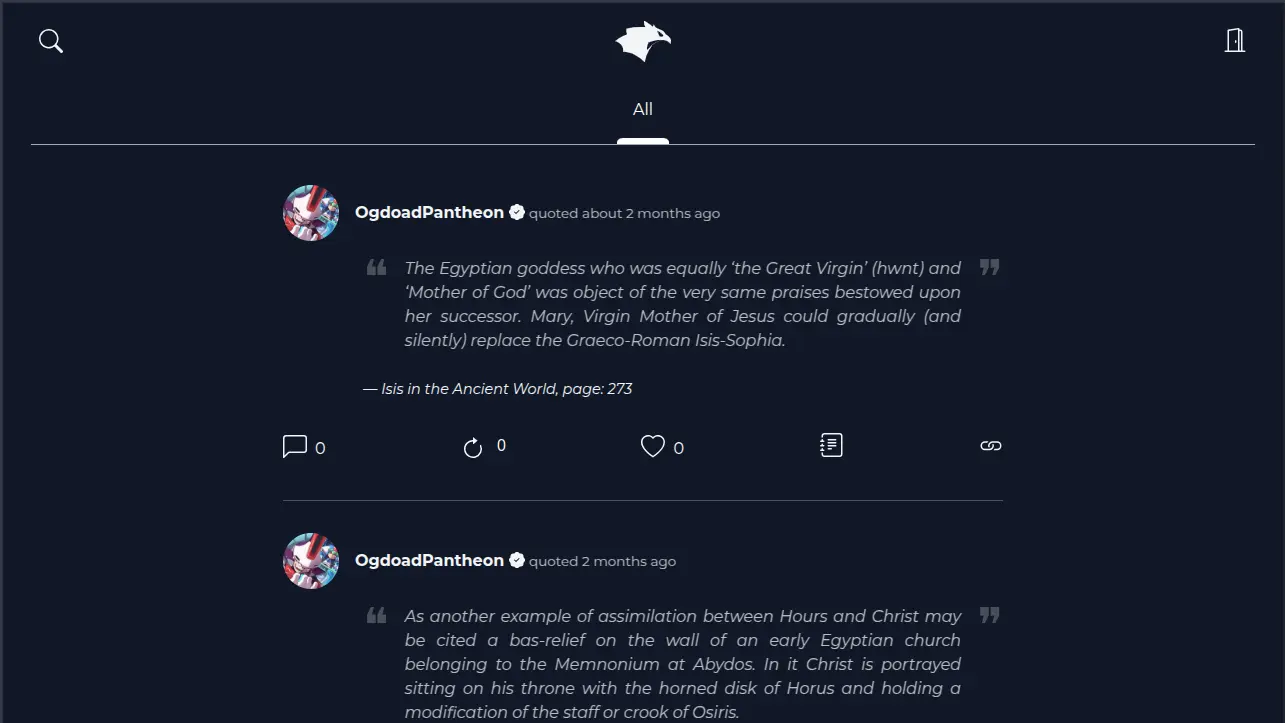 All
OgdoadPantheon quoted about 2 months ago
❝ The Egyptian goddess who was equally ‘the Great Virgin’ (hwnt) and ❞
‘Mother of God’ was object of the very same praises bestowed upon
her successor. Mary, Virgin Mother of Jesus could gradually (and
silently) replace the Graeco-Roman Isis-Sophia.
— Isis in the Ancient World, page: 273
0 0 0
OgdoadPantheon quoted 2 months ago
❝ As another example of assimilation between Hours and Christ may ❞
be cited a bas-relief on the wall of an early Egyptian church
belonging to the Memnonium at Abydos. In it Christ is portrayed
sitting on his throne with the horned disk of Horus and holding a
modification of the staff or crook of Osiris.